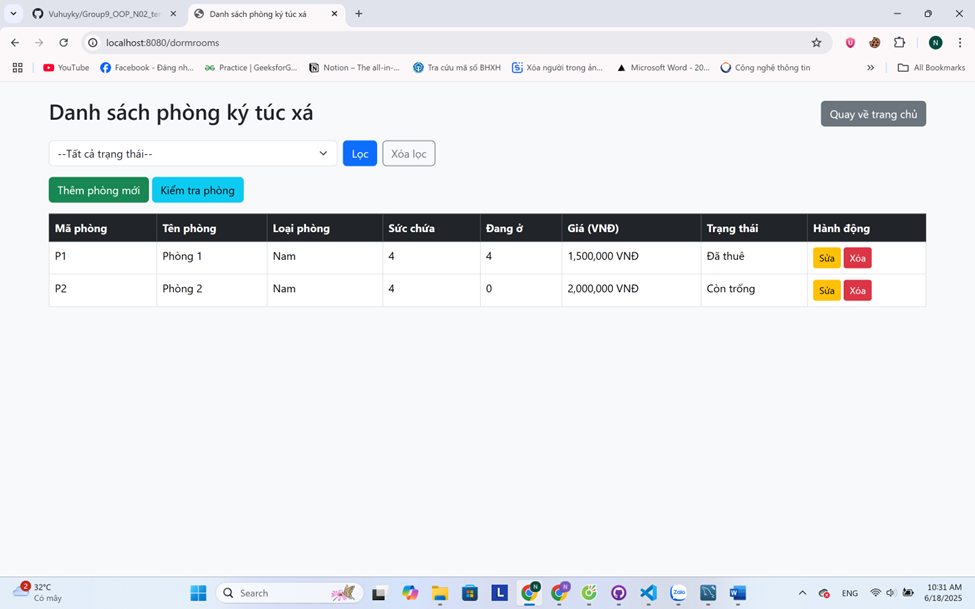 Vuhuyky/Group9_OOP_N02_te
Danh sách phòng ký túc xá
localhost:8080/dormrooms
N
YouTube
Facebook - Đăng nh...
Practice | GeeksforG...
Notion – The all-in-...
Tra cứu mã số BHXH
Xóa người trong ản...
Microsoft Word - 20...
Công nghệ thông tin
All Bookmarks
Danh sách phòng ký túc xá
Quay về trang chủ
--Tất cả trạng thái--
Lọc
Xóa lọc
Thêm phòng mới
Kiểm tra phòng
Mã phòng Tên phòng Loại phòng Sức chứa Đang ở Giá (VNĐ) Trạng thái Hành động
P1 Phòng 1 Nam 4 4 1,500,000 VNĐ Đã thuê Sửa Xóa
P2 Phòng 2 Nam 4 0 2,000,000 VNĐ Còn trống Sửa Xóa
2
32°C
Có mây
Search
L
N
N
Zalo
W
ENG
10:31 AM
6/18/2025